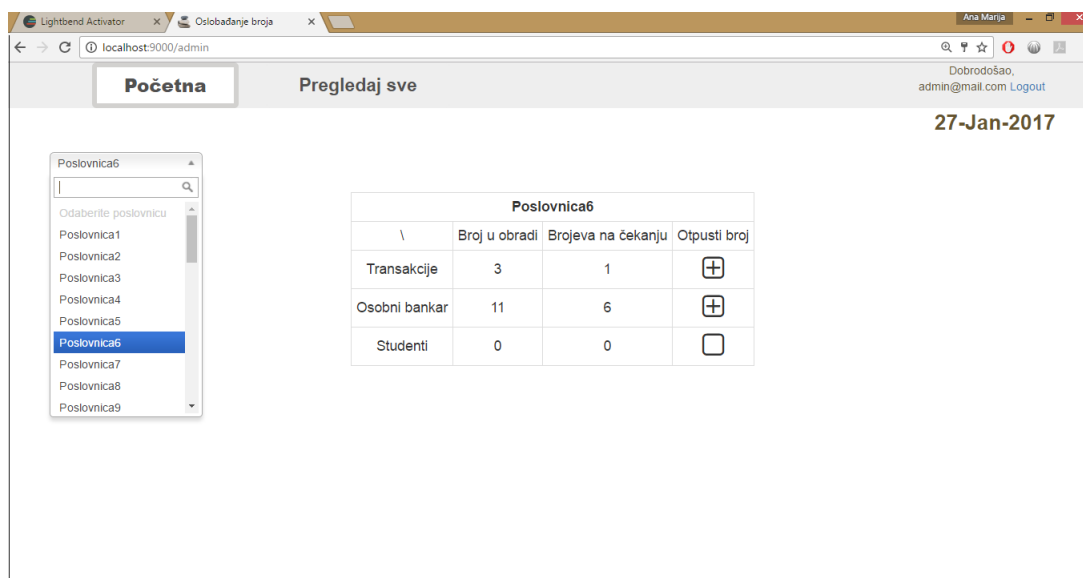 Lightbend Activator
Oslobađanje broja
Ana Marija
localhost:9000/admin
Početna
Pregledaj sve
Dobrodošao,
admin@mail.com Logout
27-Jan-2017
Poslovnica6
Odaberite poslovnicu
Poslovnica1
Poslovnica2
Poslovnica3
Poslovnica4
Poslovnica5
Poslovnica6
Poslovnica7
Poslovnica8
Poslovnica9
Poslovnica6
\ Broj u obradi Brojeva na čekanju Otpusti broj
Transakcije 3 1
Osobni bankar 11 6
Studenti 0 0